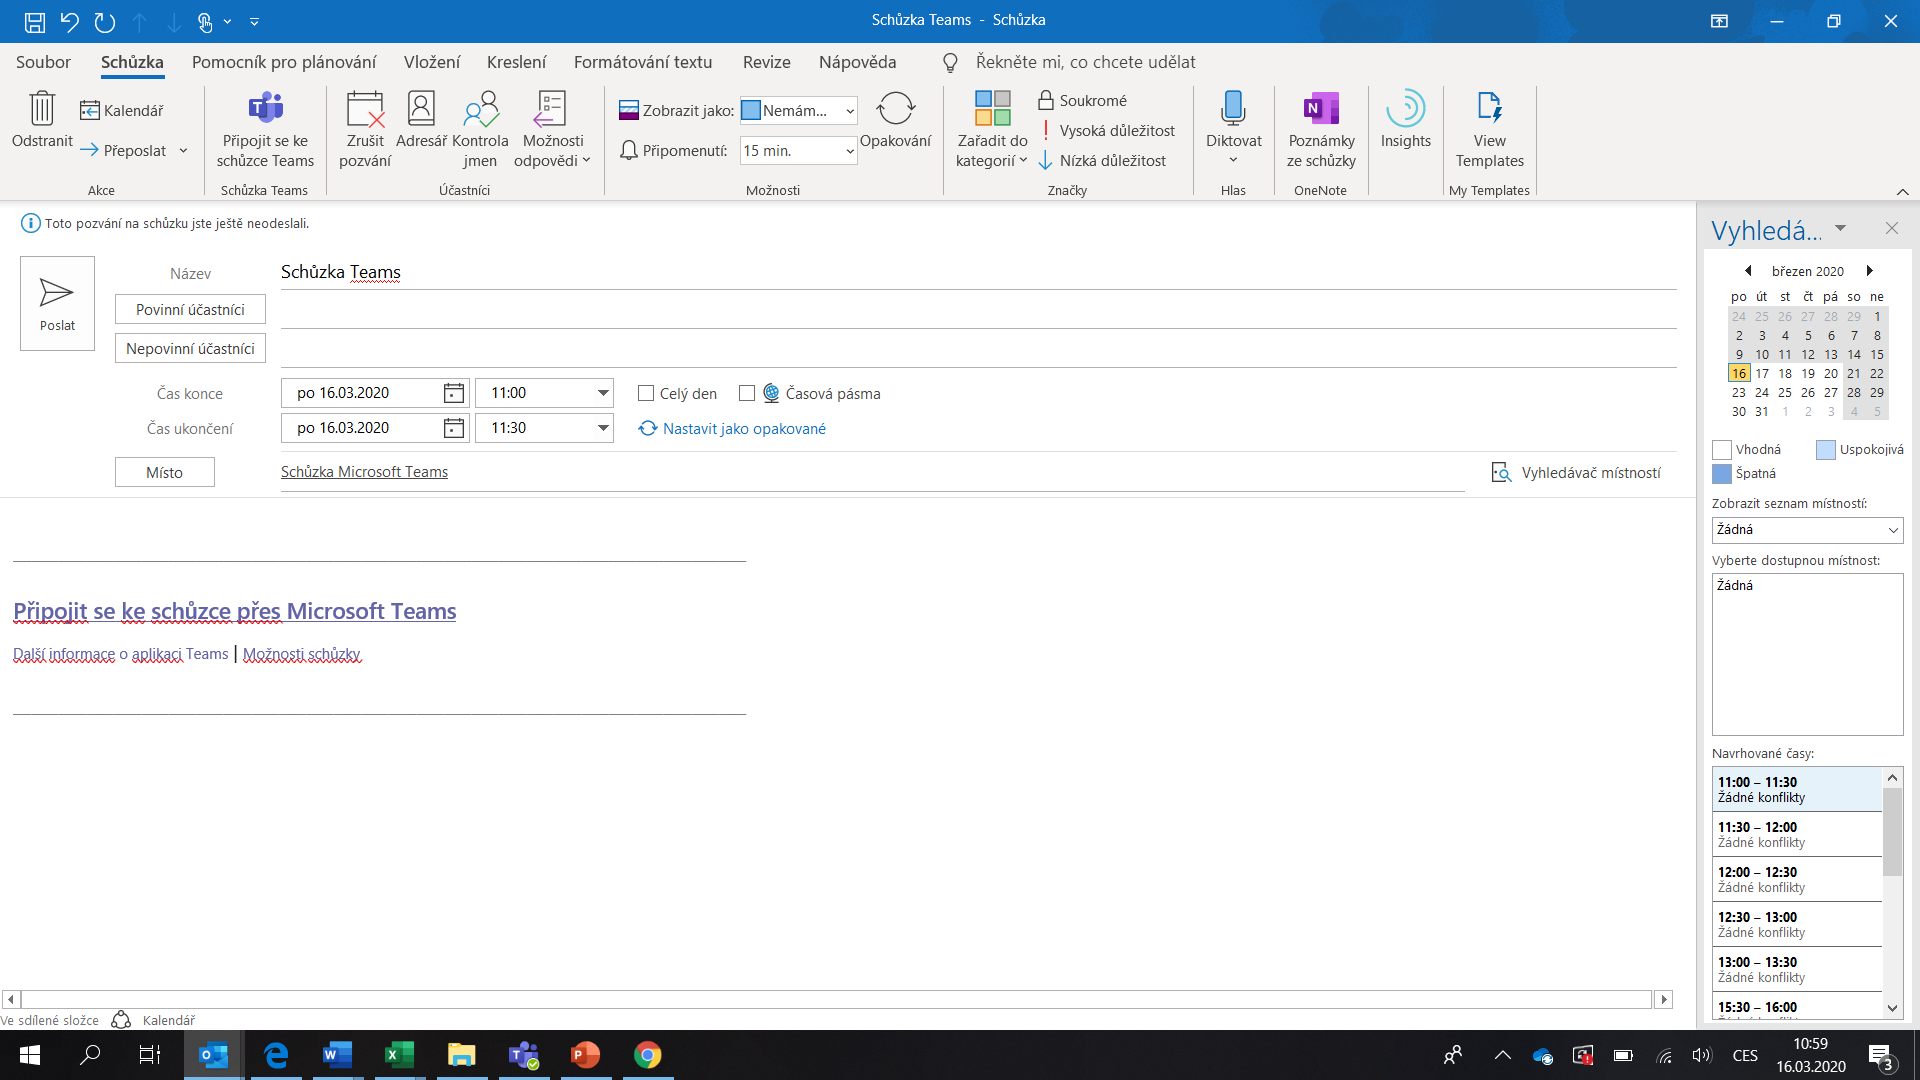 Schůzka Teams - Schůzka
Soubor Schůzka Pomocník pro plánování Vložení Kreslení Formátování textu Revize Nápověda Řekněte mi, co chcete udělat
Odstranit
Kalendář
Přeposlat
Akce
Připojit se ke
schůzce Teams
Schůzka Teams
Zrušit
pozvání
Adresář
Kontrola
jmen
Možnosti
odpovědi
Účastníci
Zobrazit jako: Nemám...
Připomenutí: 15 min.
Opakování
Možnosti
Zařadit do
kategorií
Soukromé
Vysoká důležitost
Nízká důležitost
Značky
Diktovat
Hlas
Poznámky
ze schůzky
OneNote
Insights
View
Templates
My Templates
Toto pozvání na schůzku jste ještě neodeslali.
Poslat
Název Schůzka Teams
Povinní účastníci
Nepovinní účastníci
Čas konce po 16.03.2020 11:00 Celý den Časová pásma
Čas ukončení po 16.03.2020 11:30 Nastavit jako opakované
Místo Schůzka Microsoft Teams Vyhledávač místností
Připojit se ke schůzce přes Microsoft Teams
Další informace o aplikaci Teams | Možnosti schůzky
Ve sdílené složce Kalendář
Vyhledá...
březen 2020
po út st čt pá so ne
24 25 26 27 28 29 1
2 3 4 5 6 7 8
9 10 11 12 13 14 15
16 17 18 19 20 21 22
23 24 25 26 27 28 29
30 31 1 2 3 4 5
Vhodná Uspokojivá
Špatná
Zobrazit seznam místností:
Žádná
Vyberte dostupnou místnost:
Žádná
Navrhované časy:
11:00 – 11:30
Žádné konflikty
11:30 – 12:00
Žádné konflikty
12:00 – 12:30
Žádné konflikty
12:30 – 13:00
Žádné konflikty
13:00 – 13:30
Žádné konflikty
15:30 – 16:00
CES
10:59
16.03.2020
3